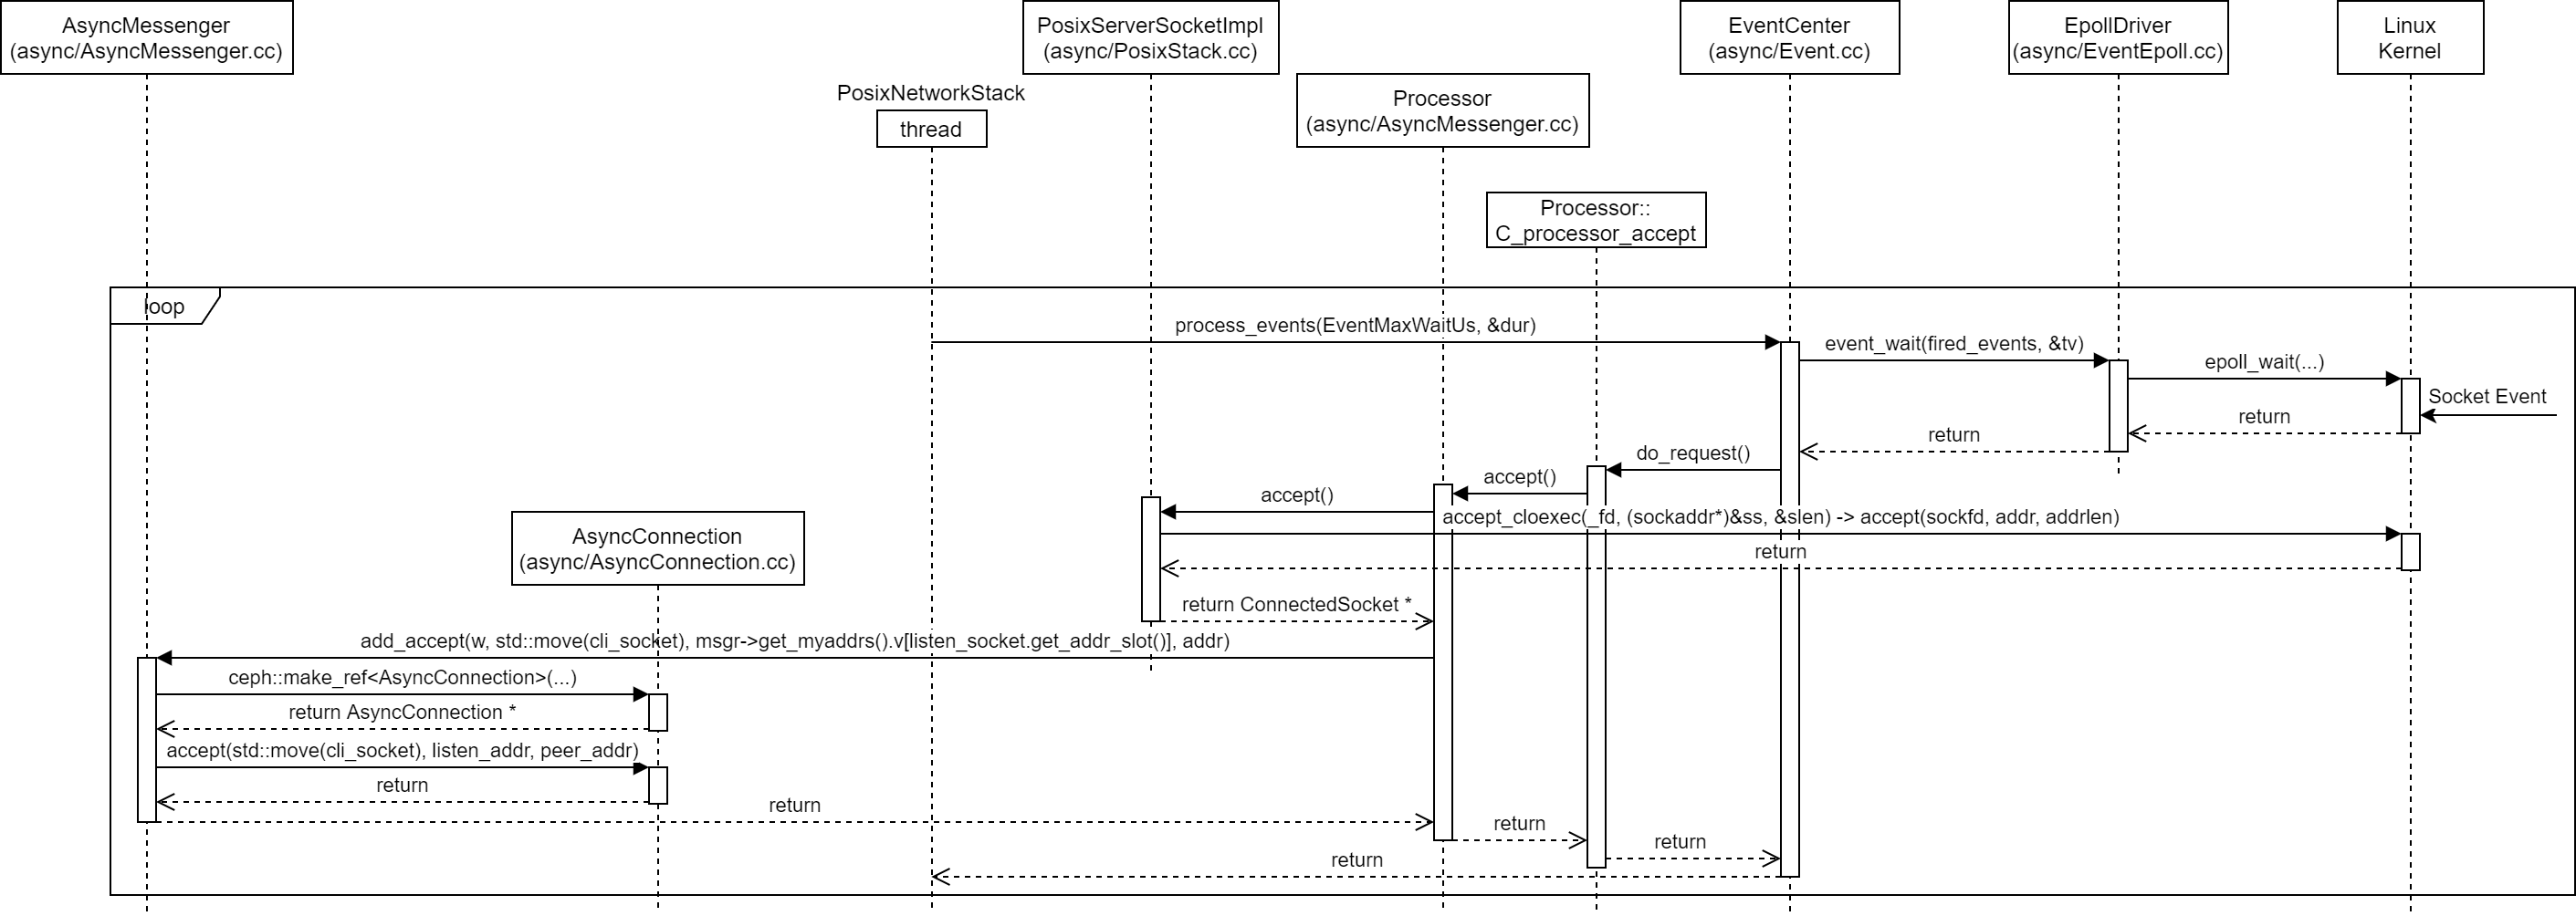 AsyncMessenger
(async/AsyncMessenger.cc)
PosixServerSocketImpl
(async/PosixStack.cc)
EventCenter
(async/Event.cc)
EpollDriver
(async/EventEpoll.cc)
Linux
Kernel
PosixNetworkStack
thread
Processor
(async/AsyncMessenger.cc)
Processor::
C_processor_accept
loop
process_events(EventMaxWaitUs, &dur)
event_wait(fired_events, &tv)
epoll_wait(...)
Socket Event
return
return
do_request()
accept()
accept()
accept_cloexec(_fd, (sockaddr*)&ss, &slen) -> accept(sockfd, addr, addrlen)
AsyncConnection
(async/AsyncConnection.cc)
return
return ConnectedSocket *
add_accept(w, std::move(cli_socket), msgr->get_myaddrs().v[listen_socket.get_addr_slot()], addr)
ceph::make_ref<AsyncConnection>(...)
return AsyncConnection *
accept(std::move(cli_socket), listen_addr, peer_addr)
return
return
return
return
return